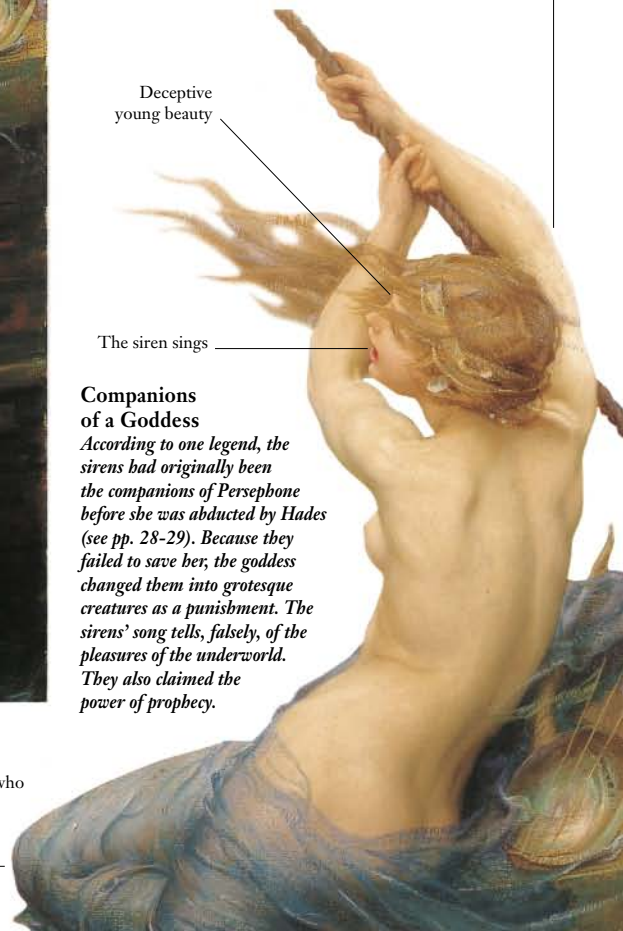 Deceptive
young beauty
The siren sings
Companions
of a Goddess
According to one legend, the
sirens had originally been
the companions of Persephone
before she was abducted by Hades
(see pp. 28-29). Because they
failed to save her, the goddess
changed them into grotesque
creatures as a punishment. The
sirens’ song tells, falsely, of the
pleasures of the underworld.
They also claimed the
power of prophecy.